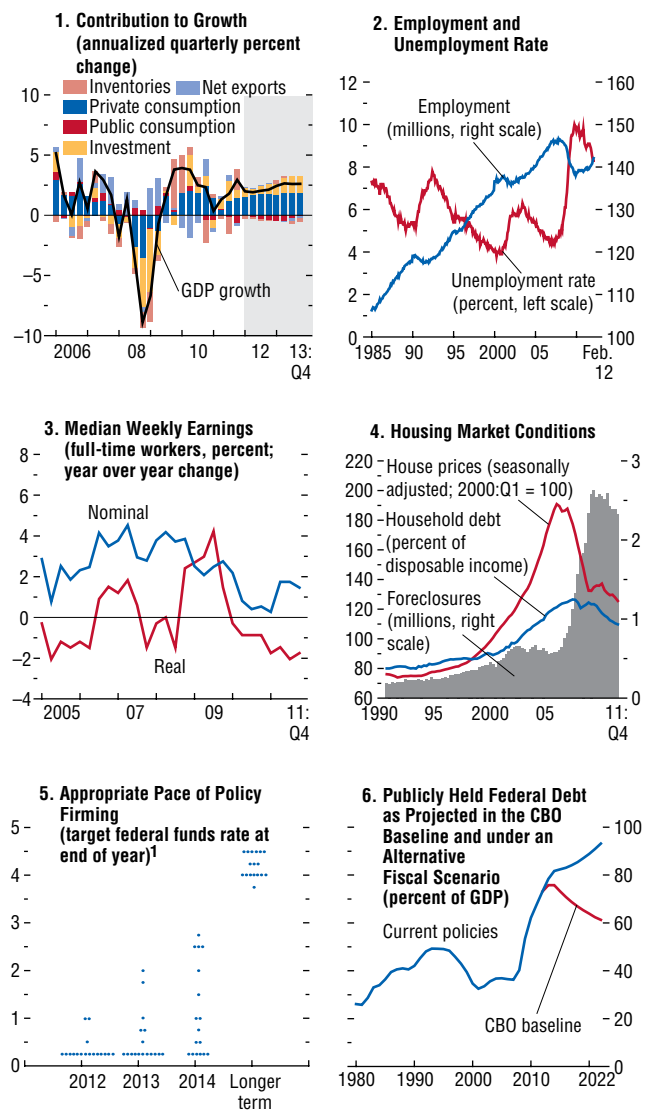 1. Contribution to Growth
(annualized quarterly percent
change)
Inventories Net exports
Private consumption
Public consumption
Investment
10
5
0
–5
–10
GDP growth
2006 08 10 12 13:
Q4
2. Employment and
Unemployment Rate
12 160
10 150
8 140
6 130
4 120
2 110
0 100
Employment
(millions, right scale)
Unemployment rate
(percent, left scale)
1985 90 95 2000 05 Feb.
12
3. Median Weekly Earnings
(full-time workers, percent;
year over year change)
8
6
4
2
0
–2
–4
Nominal
Real
2005 07 09 11:
Q4
4. Housing Market Conditions
220 3
200
180
160 2
140
120 1
100
80
60 0
House prices (seasonally
adjusted; 2000:Q1 = 100)
Household debt
(percent of
disposable income)
Foreclosures
(millions, right
scale)
1990 95 2000 05 11:
Q4
5. Appropriate Pace of Policy
Firming
(target federal funds rate at
end of year)1
5
4
3
2
1
0
2012 2013 2014 Longer
term
6. Publicly Held Federal Debt
as Projected in the CBO
Baseline and under an
Alternative
Fiscal Scenario
(percent of GDP)
100
80
60
40
20
0
Current policies
CBO baseline
1980 1990 2000 2010 2022